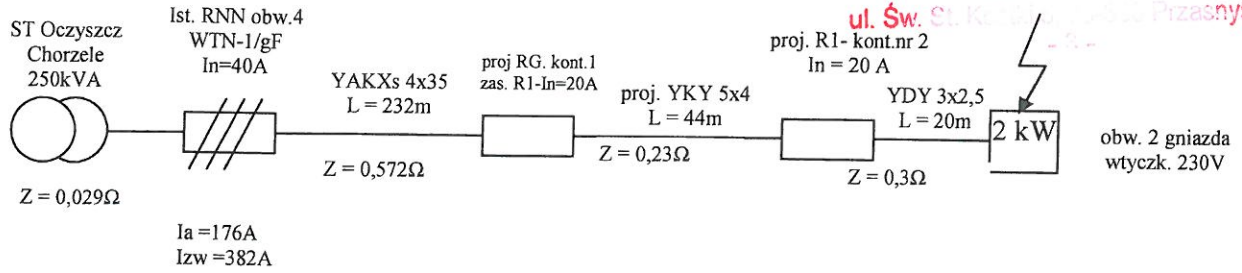 ul. Św. St.
ST Oczyszcz
Chorzele
250kVA
Z = 0,029Ω
Ist. RNN obw.4
WTN-1/gF
In=40A
Ia =176A
Izw =382A
YAKXs 4x35
L = 232m
Z = 0,572Ω
proj RG. kont.1
zas. R1-In=20A
proj. YKY 5x4
L = 44m
Z = 0,23Ω
proj. R1- kont.nr 2
In = 20 A
YDY 3x2,5
L = 20m
Z = 0,3Ω
2 kW
obw. 2 gniazda
wtyczk. 230V